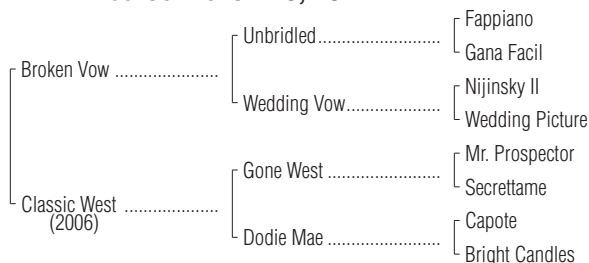 Fappiano
Unbridled........................
Gana Facil
Broken Vow .....................
Nijinsky II
Wedding Vow...................
Wedding Picture
Mr. Prospector
Gone West ......................
Secrettame
Classic West ...................
(2006)
Capote
Dodie Mae ......................
Bright Candles